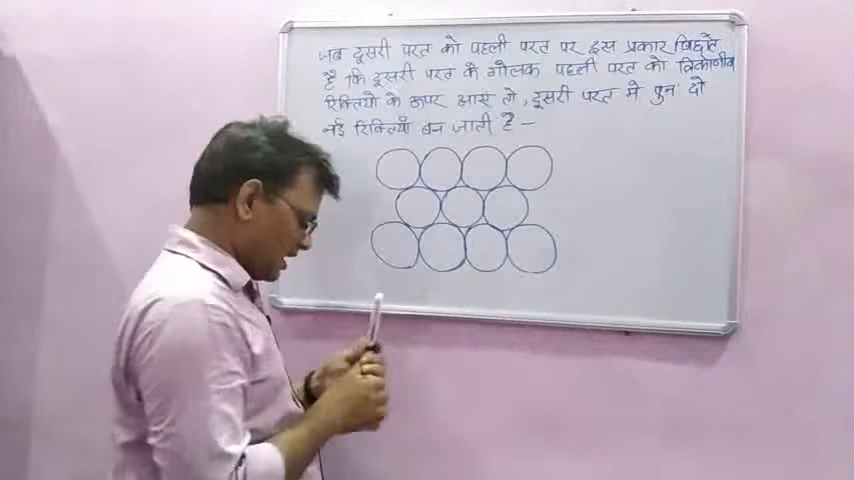 जब दूसरी परत को पहली परत पर इस प्रकार बिछाते
है कि दूसरी परत के गोलक पहली परत की त्रिकोणीय
रिक्तियो के ऊपर आए तो, दूसरी परत मे पुन दो
नई रिक्तियाँ बन जाती है -